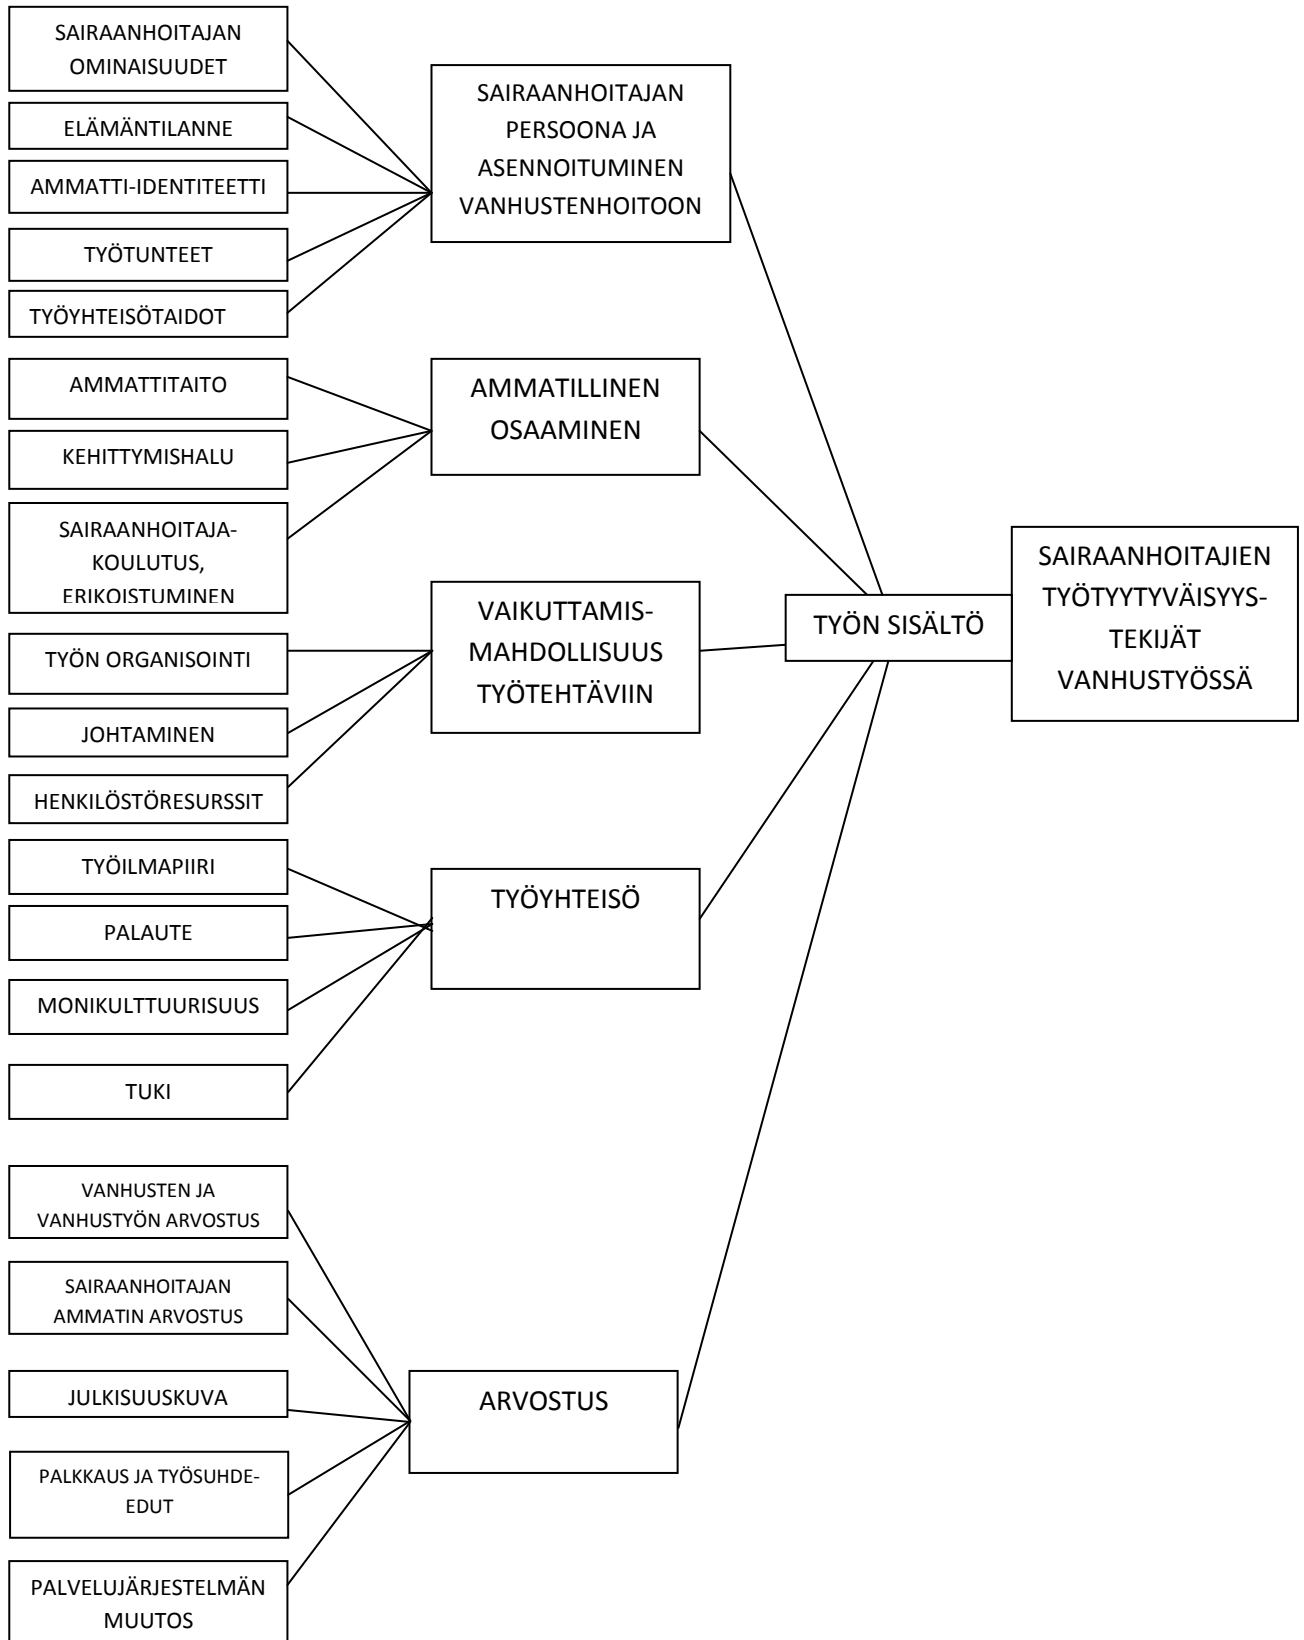 SAIRAANHOITAJAN
OMINAISUUDET
ELÄMÄNTILANNE
AMMATTI-IDENTITEETTI
TYÖTUNTEET
TYÖYHTEISÖTAIDOT
AMMATTITAITO
KEHITTYMISHALU
SAIRAANHOITAJA-
KOULUTUS,
ERIKOISTUMINEN
TYÖN ORGANISOINTI
JOHTAMINEN
HENKILÖSTÖRESURSSIT
TYÖILMAPIIRI
PALAUTE
MONIKULTTUURISUUS
TUKI
VANHUSTEN JA
VANHUSTYÖN ARVOSTUS
SAIRAANHOITAJAN
AMMATIN ARVOSTUS
JULKISUUSKUVA
PALKKAUS JA TYÖSUHDE-
EDUT
PALVELUJÄRJESTELMÄN
MUUTOS
SAIRAANHOITAJAN
PERSOONA JA
ASENNOITUMINEN
VANHUSTENHOITOON
AMMATILLINEN
OSAAMINEN
VAIKUTTAMIS-
MAHDOLLISUUS
TYÖTEHTÄVIIN
TYÖYHTEISÖ
ARVOSTUS
TYÖN SISÄLTÖ
SAIRAANHOITAJIEN
TYÖTYYTYVÄISYYS-
TEKIJÄT
VANHUSTYÖSSÄ